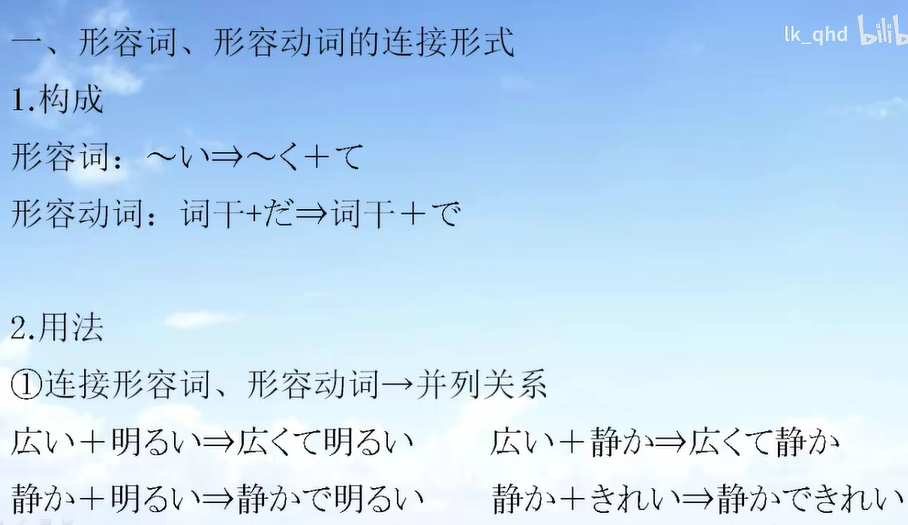 一、形容词、形容动词的连接形式
lk_qhd bilib
1.构成
形容词：～い⇒～く＋て
形容动词：词干+だ⇒词干＋で
2.用法
①连接形容词、形容动词→并列关系
広い＋明るい⇒広くて明るい 広い＋静か⇒広くて静か
静か＋明るい⇒静かで明るい 静か＋きれい⇒静かできれい